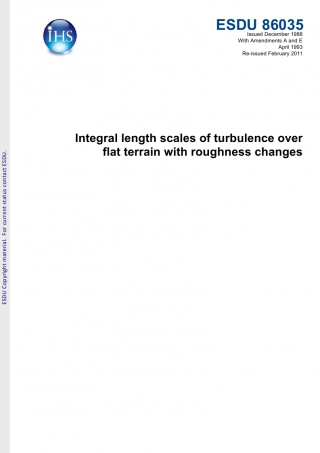 IHS
ESDU 86035
Issued December 1988
With Amendments A and E
April 1993
Re-issued February 2011
Integral length scales of turbulence over
flat terrain with roughness changes
ESDU Copyright material. For current status contact ESDU.